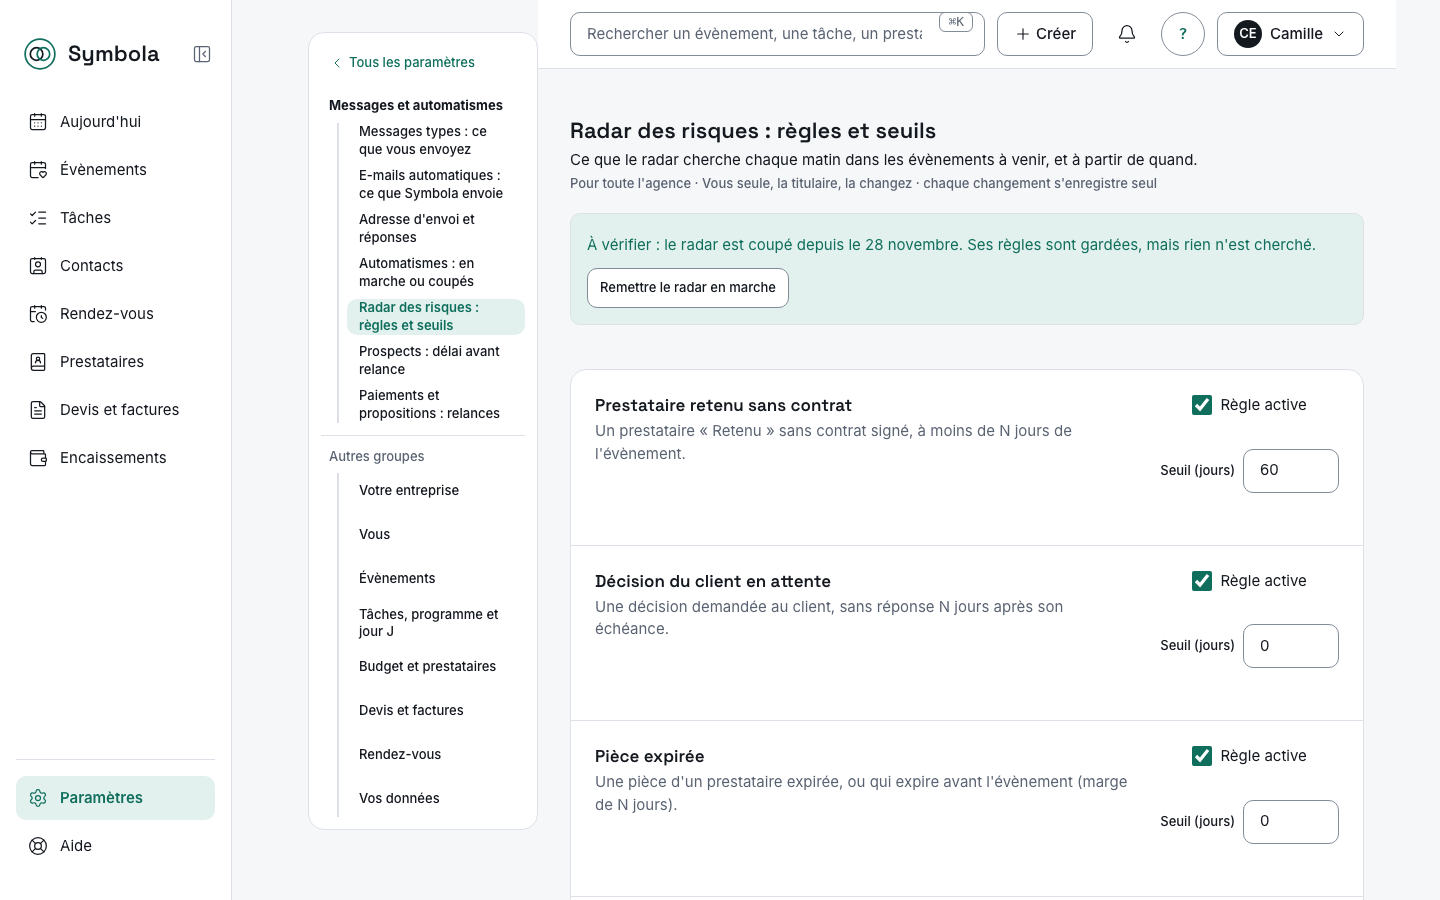 Symbola
Aujourd'hui
Évènements
Tâches
Contacts
Rendez-vous
Prestataires
Devis et factures
Encaissements
Paramètres
Aide
Tous les paramètres
Messages et automatismes
Messages types : ce
que vous envoyez
E-mails automatiques :
ce que Symbola envoie
Adresse d'envoi et
réponses
Automatismes : en
marche ou coupés
Radar des risques :
règles et seuils
Prospects : délai avant
relance
Paiements et
propositions : relances
Autres groupes
Votre entreprise
Vous
Évènements
Tâches, programme et
jour J
Budget et prestataires
Devis et factures
Rendez-vous
Vos données
Rechercher un évènement, une tâche, un presta
⌘K
Créer
?
CE Camille
Radar des risques : règles et seuils
Ce que le radar cherche chaque matin dans les évènements à venir, et à partir de quand.
Pour toute l'agence · Vous seule, la titulaire, la changez · chaque changement s'enregistre seul
À vérifier : le radar est coupé depuis le 28 novembre. Ses règles sont gardées, mais rien n'est cherché.
Remettre le radar en marche
Prestataire retenu sans contrat
Un prestataire « Retenu » sans contrat signé, à moins de N jours de
l'évènement.
Règle active
Seuil (jours) 60
Décision du client en attente
Une décision demandée au client, sans réponse N jours après son
échéance.
Règle active
Seuil (jours) 0
Pièce expirée
Une pièce d'un prestataire expirée, ou qui expire avant l'évènement (marge
de N jours).
Règle active
Seuil (jours) 0